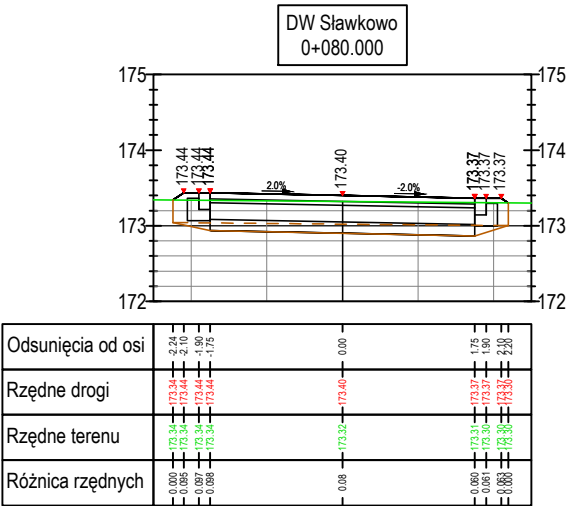 DW Sławkowo
0+080.000
175 175
174 174
173 173
172 172
173.44 173.44 173.44 173.40 173.37 173.37 173.37
2.0% -2.0%
Odsunięcia od osi -2.24 -2.10 -1.90 -1.75 0.00 1.75 1.90 2.10 2.20
Rzędne drogi 173.34 173.44 173.44 173.44 173.40 173.37 173.37 173.37 173.30
Rzędne terenu 173.34 173.34 173.34 173.34 173.32 173.31 173.30 173.30 173.30
Różnica rzędnych 0.000 0.095 0.097 0.098 0.08 0.060 0.061 0.063 0.000